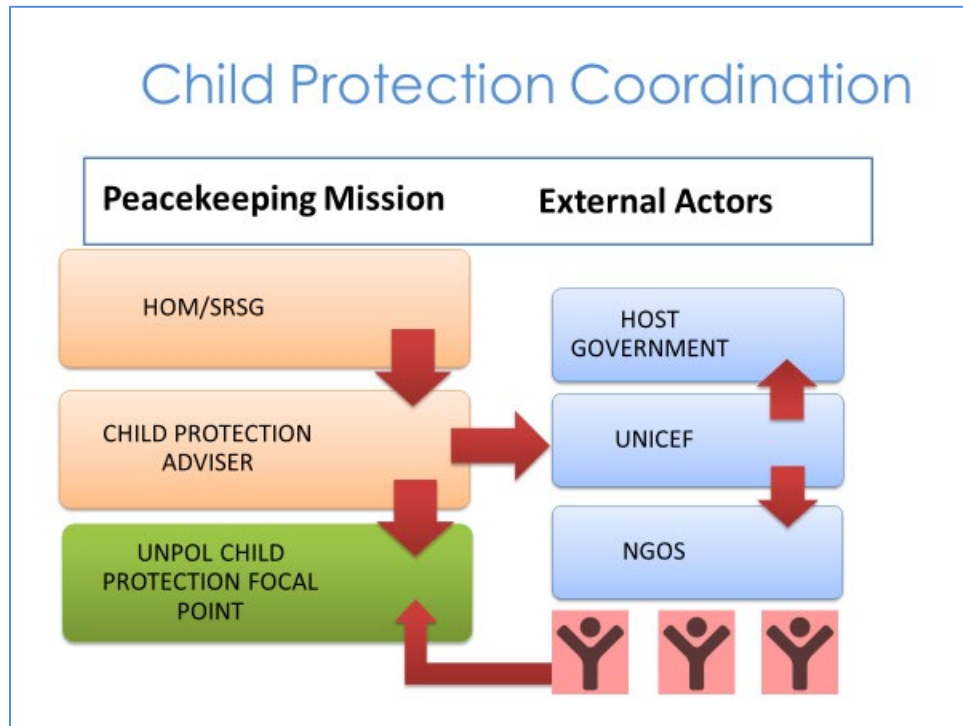 Child Protection Coordination
Peacekeeping Mission
External Actors
HOM/SRSG
CHILD PROTECTION
ADVISER
UNPOL CHILD
PROTECTION FOCAL
POINT
HOST
GOVERNMENT
UNICEF
NGOS